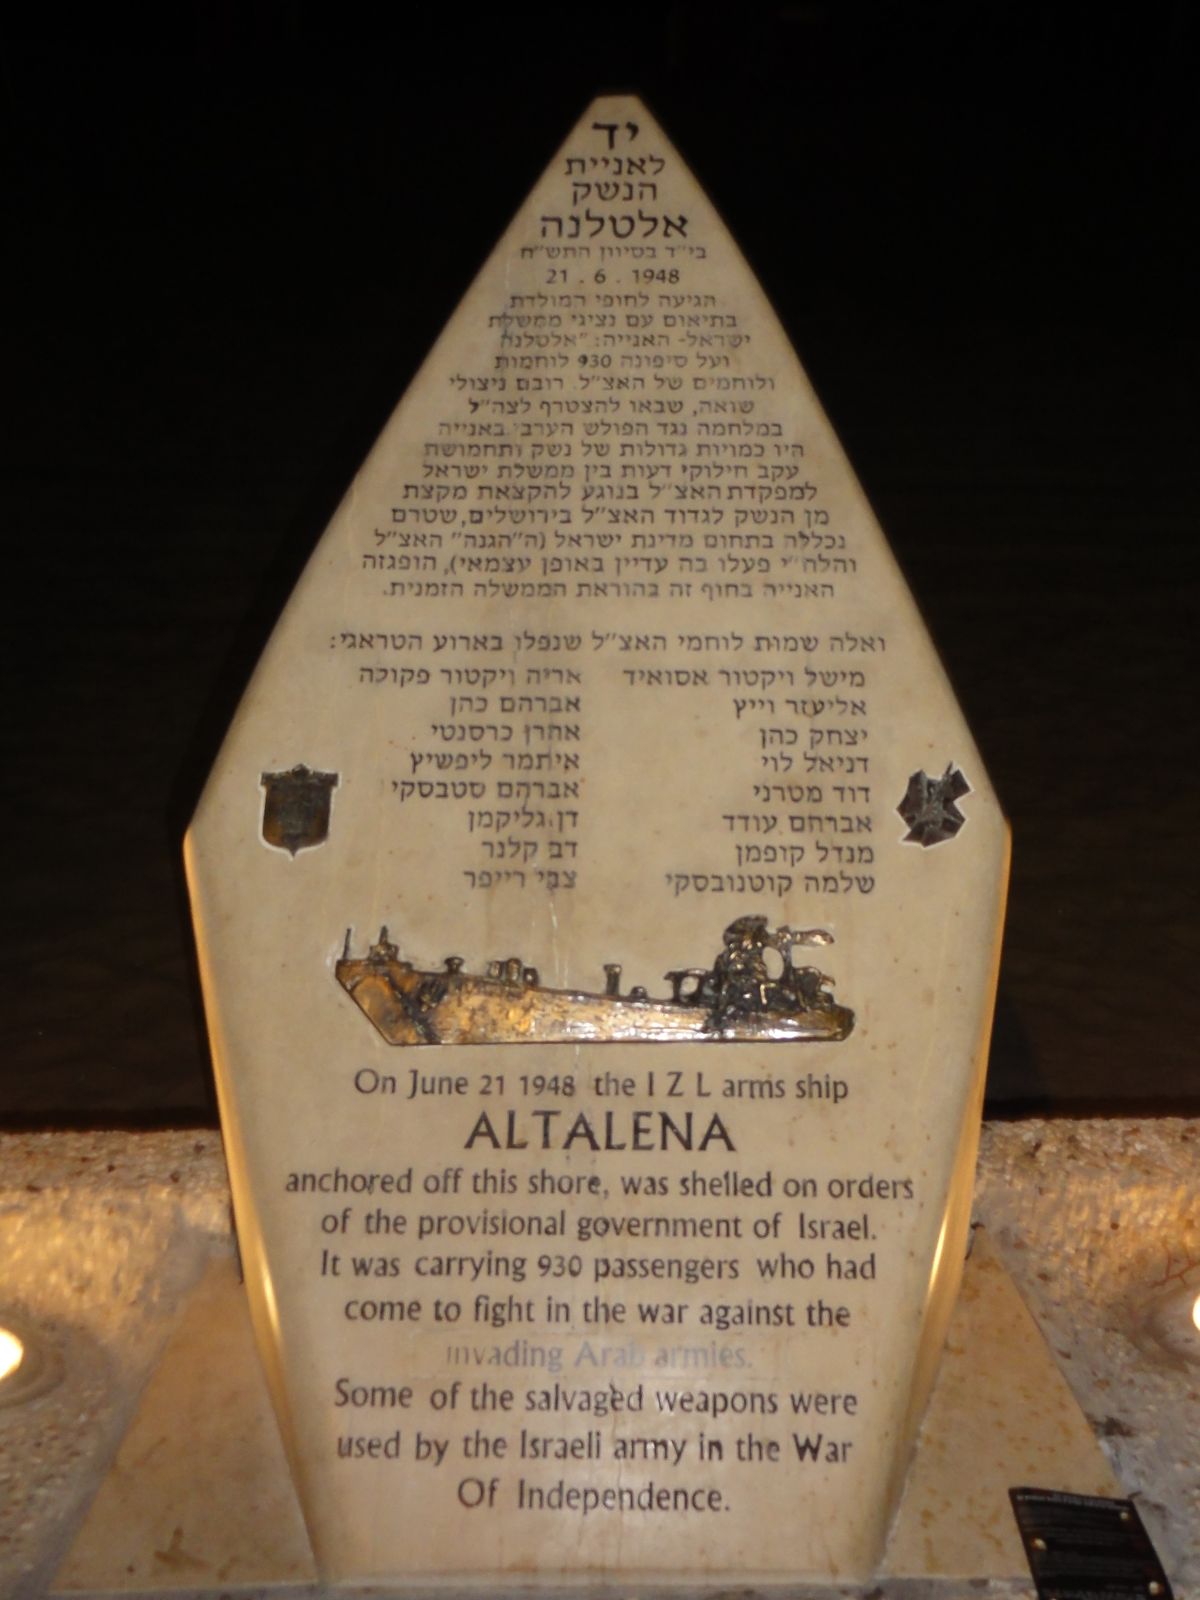 יד
לאניית
הנשק
אלטלנה
בי״ד בסיוון התש״ח
21 . 6 . 1948
הגיעה לחופי המולדת
בתיאום עם נציגי ממשלת
ישראל- האנייה: "אלטלנה
ועל סיפונה 930 לוחמות
ולוחמים של האצ״ל. רובם ניצולי
שואה, שבאו להצטרף לצה״ל
במלחמה נגד הפולש הערבי. באנייה
היו כמויות גדולות של נשק ותחמושת
עקב חילוקי דעות בין ממשלת ישראל
למפקדת האצ״ל בנוגע להקצאת מקצת
מן הנשק לגדוד האצ״ל בירושלים, שטרם
נכללה בתחום מדינת ישראל (ה״הגנה״ האצ״ל
והלח״י פעלו בה עדיין באופן עצמאי), הופגזה
האנייה בחוף זה בהוראת הממשלה הזמנית.
ואלה שמות לוחמי האצ״ל שנפלו בארוע הטראגי:
מישל ויקטור אסואיד
אליעזר וייץ
יצחק כהן
דניאל לוי
דוד מטרני
אברהם עודד
מנדל קופמן
שלמה קוטנובסקי
אריה ויקטור פקולה
אברהם כהן
אהרן כרסנטי
איתמר ליפשיץ
אברהם סטבסקי
דן גליקמן
דב קלנר
צבי רייפר
On June 21 1948 the I Z L arms ship
ALTALENA
anchored off this shore, was shelled on orders
of the provisional government of Israel.
It was carrying 930 passengers who had
come to fight in the war against the
invading Arab armies.
Some of the salvaged weapons were
used by the Israeli army in the War
Of Independence.